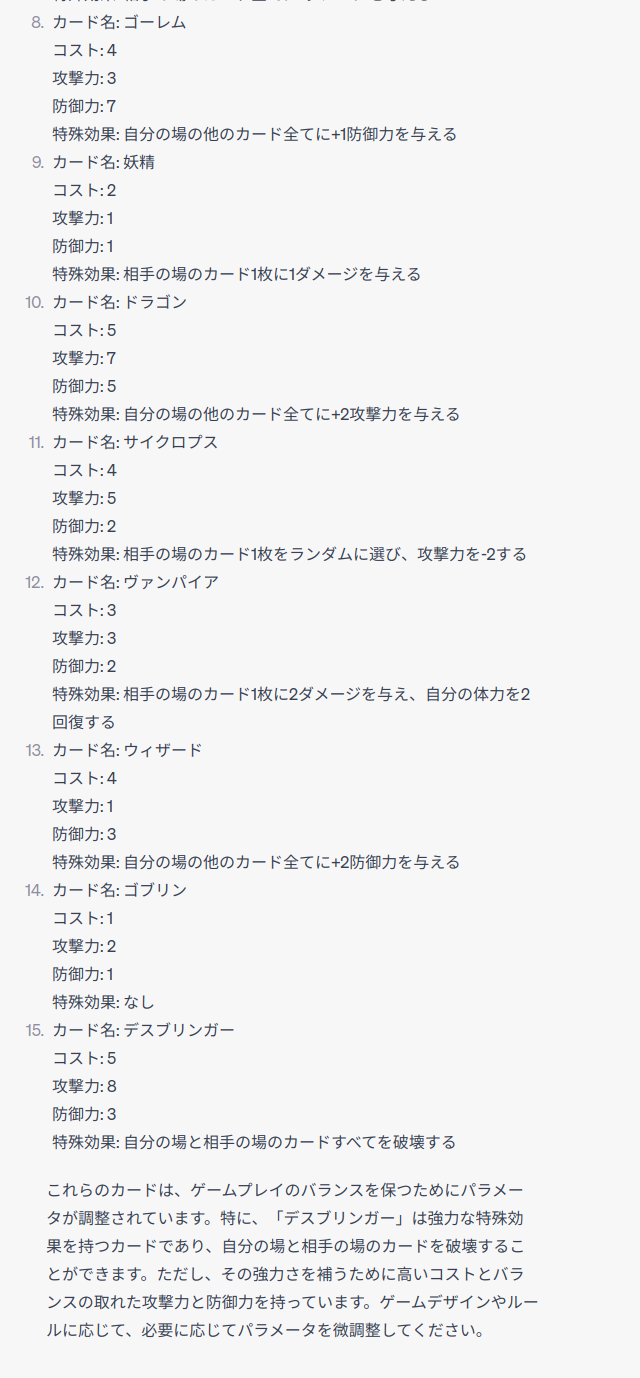 8. カード名: ゴーレム
コスト: 4
攻撃力: 3
防御力: 7
特殊効果: 自分の場の他のカード全てに+1防御力を与える
9. カード名: 妖精
コスト: 2
攻撃力: 1
防御力: 1
特殊効果: 相手の場のカード1枚に1ダメージを与える
10. カード名: ドラゴン
コスト: 5
攻撃力: 7
防御力: 5
特殊効果: 自分の場の他のカード全てに+2攻撃力を与える
11. カード名: サイクロプス
コスト: 4
攻撃力: 5
防御力: 2
特殊効果: 相手の場のカード1枚をランダムに選び、攻撃力を-2する
12. カード名: ヴァンパイア
コスト: 3
攻撃力: 3
防御力: 2
特殊効果: 相手の場のカード1枚に2ダメージを与え、自分の体力を2
回復する
13. カード名: ウィザード
コスト: 4
攻撃力: 1
防御力: 3
特殊効果: 自分の場の他のカード全てに+2防御力を与える
14. カード名: ゴブリン
コスト: 1
攻撃力: 2
防御力: 1
特殊効果: なし
15. カード名: デスブリンガー
コスト: 5
攻撃力: 8
防御力: 3
特殊効果: 自分の場と相手の場のカードすべてを破壊する
これらのカードは、ゲームプレイのバランスを保つためにパラメー
タが調整されています。特に、「デスブリンガー」は強力な特殊効
果を持つカードであり、自分の場と相手の場のカードを破壊するこ
とができます。ただし、その強力さを補うために高いコストとバラ
ンスの取れた攻撃力と防御力を持っています。ゲームデザインやルー
ルに応じて、必要に応じてパラメータを微調整してください。